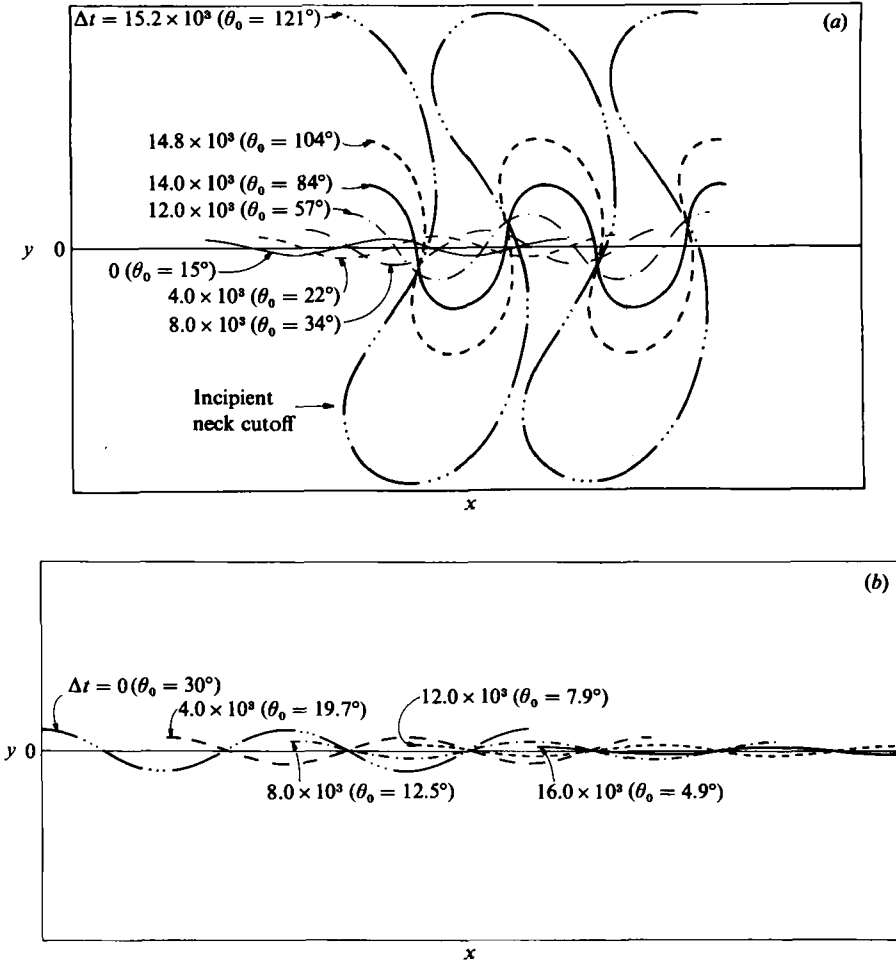 Δt = 15.2 × 10³ (θ₀ = 121°)
(a)
14.8 × 10³ (θ₀ = 104°)
14.0 × 10³ (θ₀ = 84°)
12.0 × 10³ (θ₀ = 57°)
y 0
0 (θ₀ = 15°)
4.0 × 10³ (θ₀ = 22°)
8.0 × 10³ (θ₀ = 34°)
Incipient
neck cutoff
x
(b)
Δt = 0 (θ₀ = 30°)
4.0 × 10³ (θ₀ = 19.7°)
12.0 × 10³ (θ₀ = 7.9°)
y 0
8.0 × 10³ (θ₀ = 12.5°)
16.0 × 10³ (θ₀ = 4.9°)
x